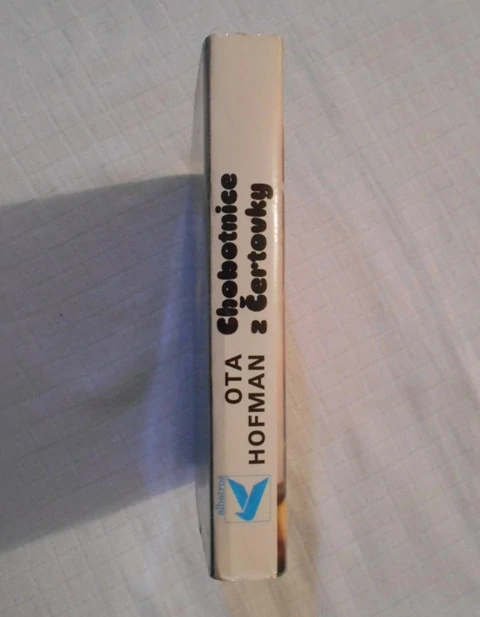 OTA
HOFMAN
Chobotnice
z Čertovky
albatros